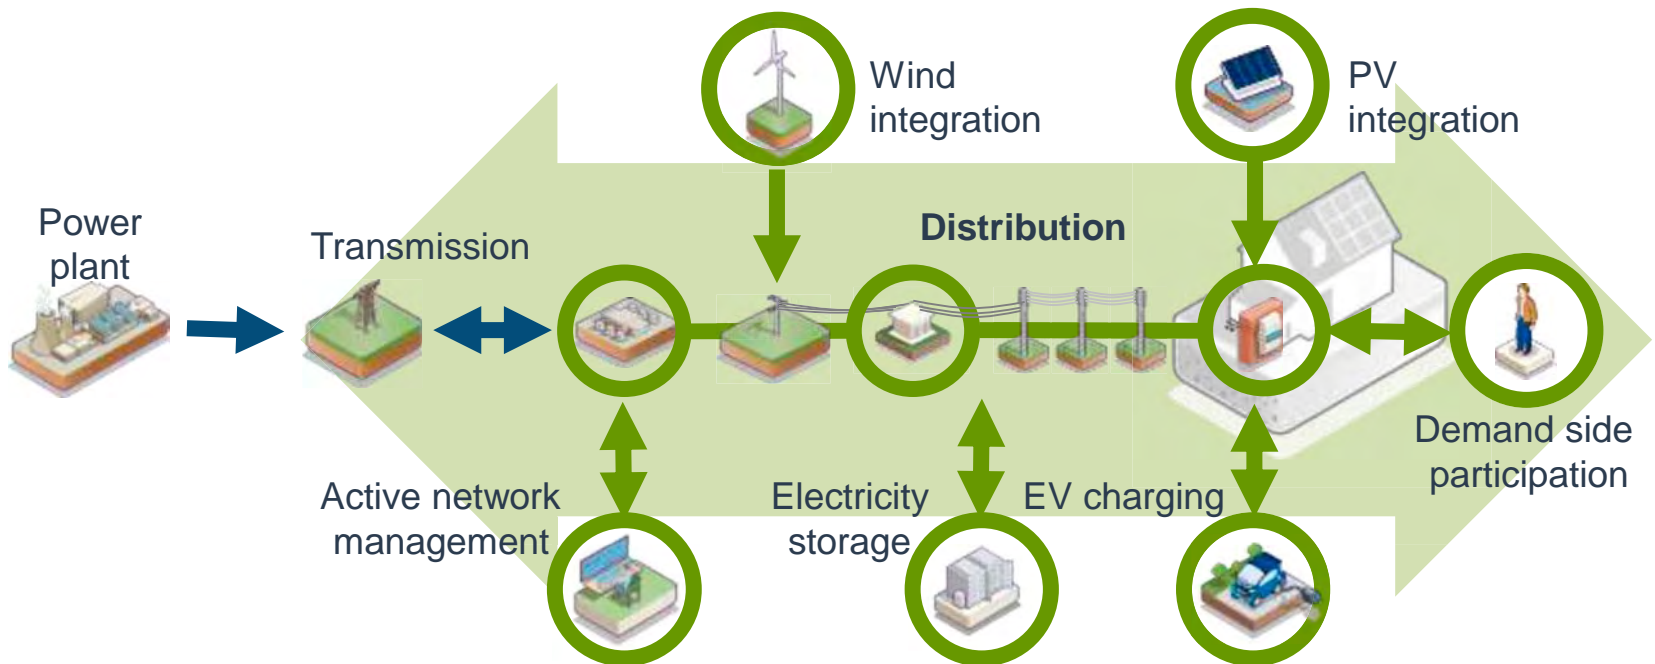 Wind
integration
PV
integration
Power
plant
Transmission
Distribution
Demand side
participation
Active network
management
Electricity
storage
EV charging